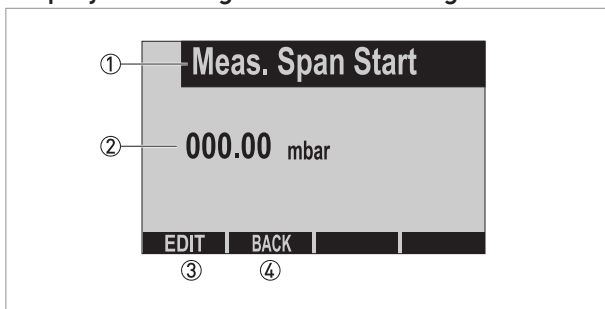 ① Meas. Span Start
② 000.00 mbar
EDIT BACK
③ ④